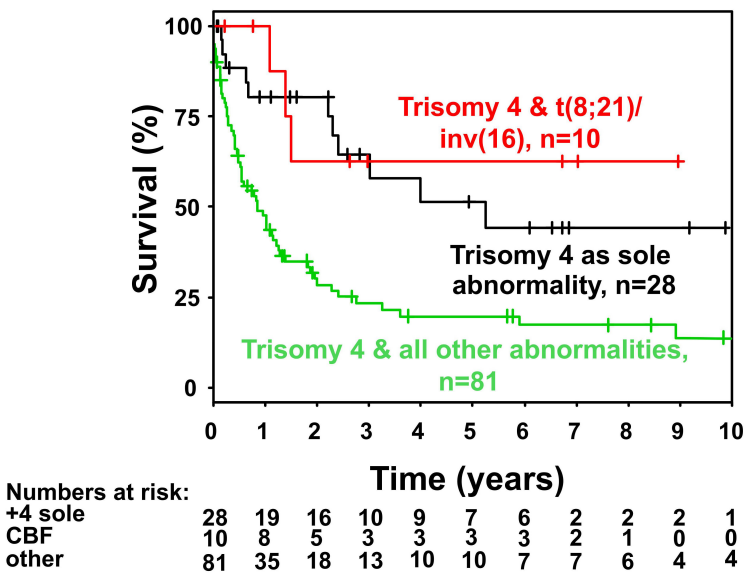 100
75
50
25
0
Survival (%)
Trisomy 4 & t(8;21)/
inv(16), n=10
Trisomy 4 as sole
abnormality, n=28
Trisomy 4 & all other abnormalities,
n=81
0 1 2 3 4 5 6 7 8 9 10
Time (years)
Numbers at risk:
+4 sole 28 19 16 10 9 7 6 2 2 2 1
CBF 10 8 5 3 3 3 3 2 1 0 0
other 81 35 18 13 10 10 7 7 6 4 4